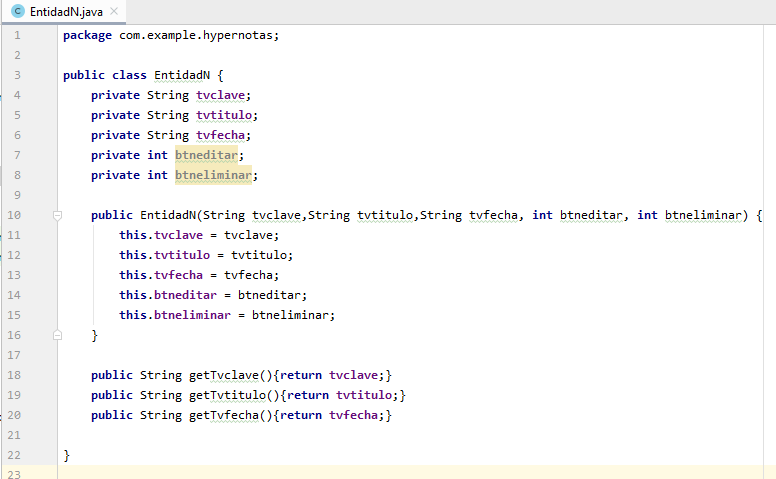 EntidadN.java
1 package com.example.hypernotas;
2
3 public class EntidadN {
4 private String tvclave;
5 private String tvtitulo;
6 private String tvfecha;
7 private int btneditar;
8 private int btneliminar;
9
10 public EntidadN(String tvclave,String tvtitulo,String tvfecha, int btneditar, int btneliminar) {
11 this.tvclave = tvclave;
12 this.tvtitulo = tvtitulo;
13 this.tvfecha = tvfecha;
14 this.btneditar = btneditar;
15 this.btneliminar = btneliminar;
16 }
17
18 public String getTvclave(){return tvclave;}
19 public String getTvtitulo(){return tvtitulo;}
20 public String getTvfecha(){return tvfecha;}
21
22 }
23